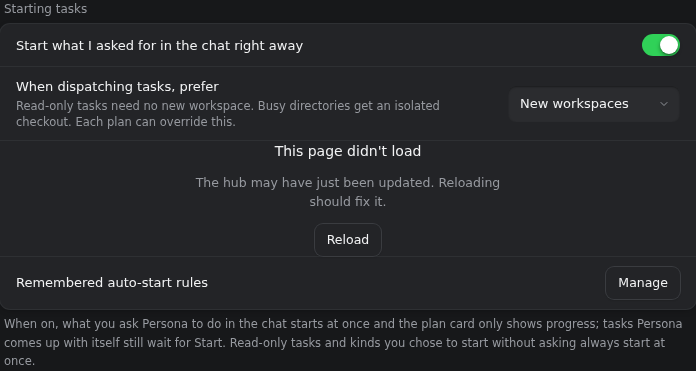 Starting tasks
Start what I asked for in the chat right away
When dispatching tasks, prefer
Read-only tasks need no new workspace. Busy directories get an isolated
checkout. Each plan can override this.
New workspaces
This page didn't load
The hub may have just been updated. Reloading
should fix it.
Reload
Remembered auto-start rules
Manage
When on, what you ask Persona to do in the chat starts at once and the plan card only shows progress; tasks Persona
comes up with itself still wait for Start. Read-only tasks and kinds you chose to start without asking always start at
once.